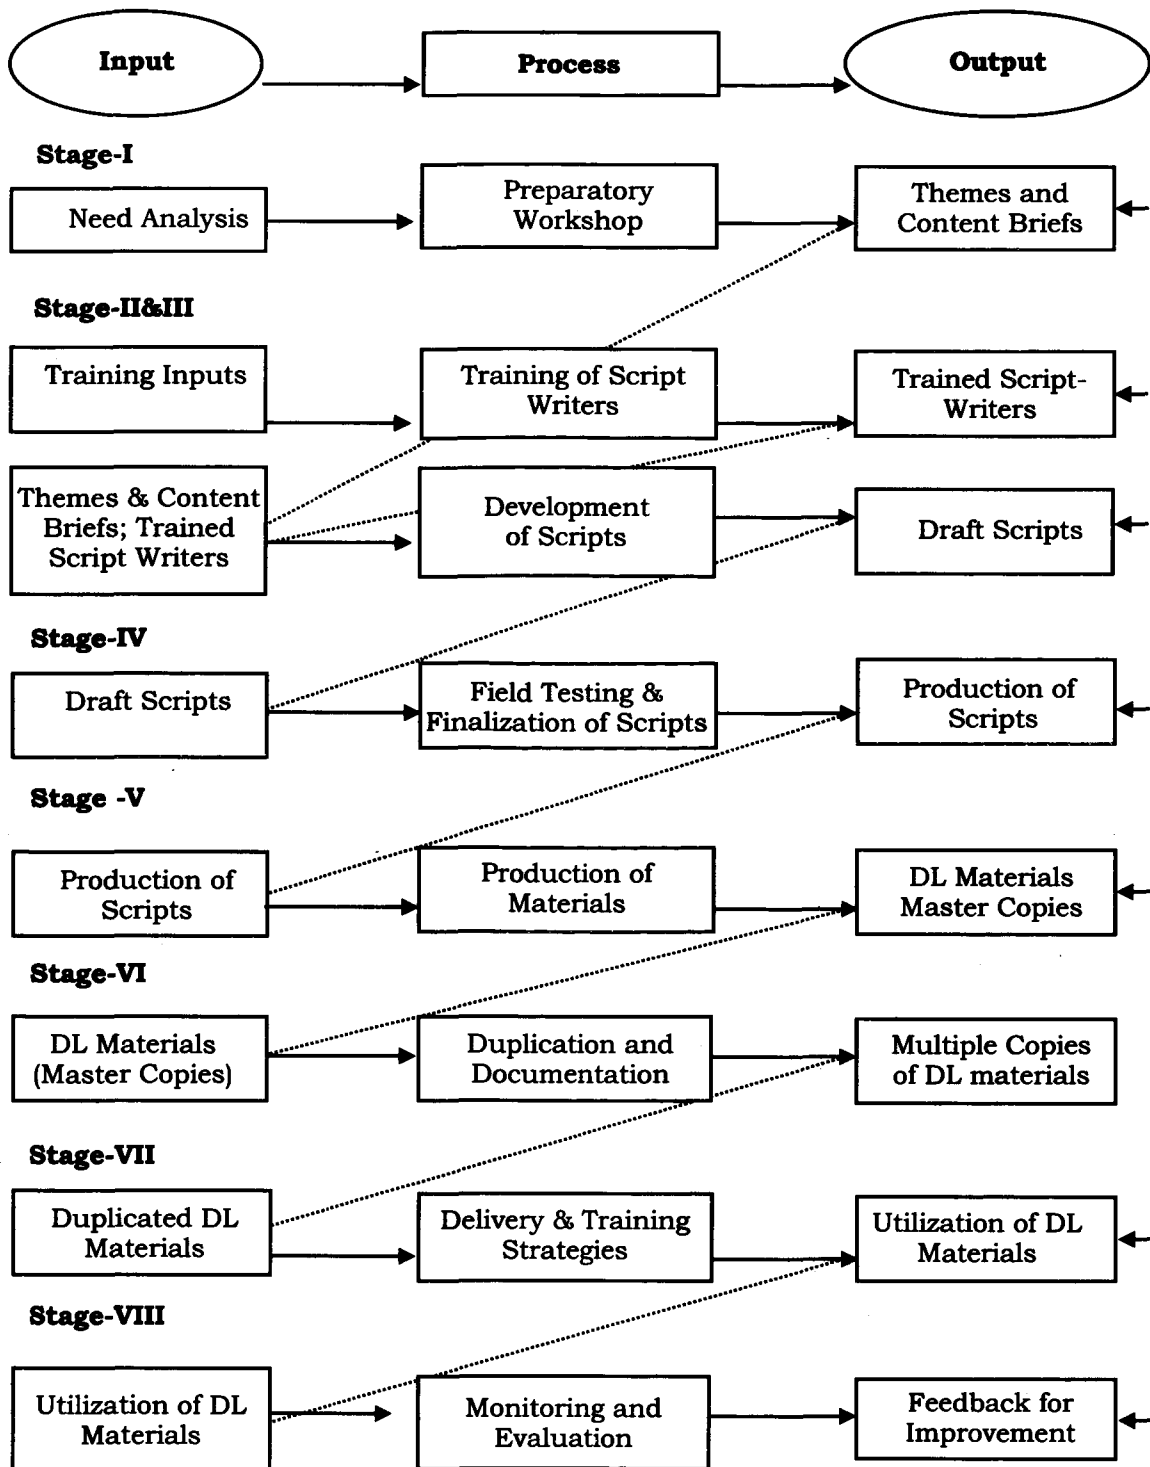 Input
Process
Output
Stage-I
Need Analysis
Preparatory
Workshop
Themes and
Content Briefs
Stage-II&III
Training Inputs
Training of Script
Writers
Trained Script-
Writers
Themes & Content
Briefs; Trained
Script Writers
Development
of Scripts
Draft Scripts
Stage-IV
Draft Scripts
Field Testing &
Finalization of Scripts
Production of
Scripts
Stage -V
Production of
Scripts
Production of
Materials
DL Materials
Master Copies
Stage-VI
DL Materials
(Master Copies)
Duplication and
Documentation
Multiple Copies
of DL materials
Stage-VII
Duplicated DL
Materials
Delivery & Training
Strategies
Utilization of DL
Materials
Stage-VIII
Utilization of DL
Materials
Monitoring and
Evaluation
Feedback for
Improvement